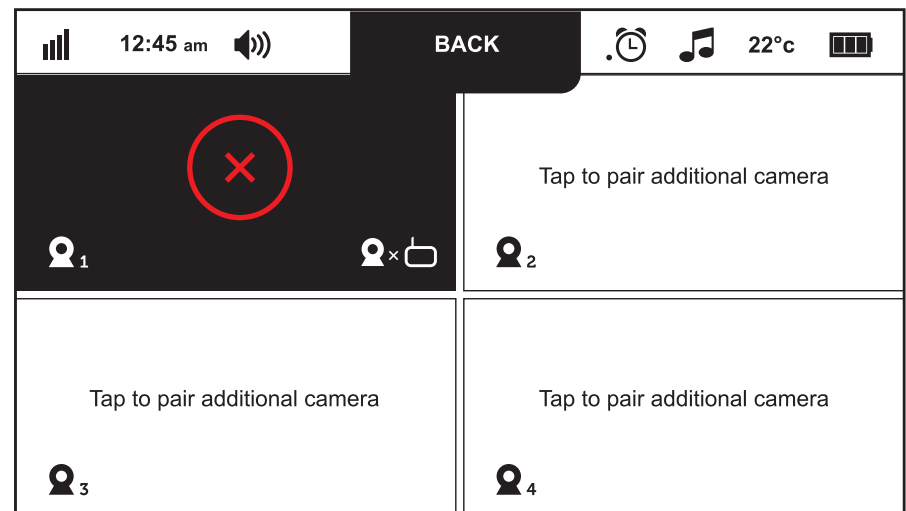 12:45 am BACK 22°c
Tap to pair additional camera
1 2
Tap to pair additional camera Tap to pair additional camera
3 4